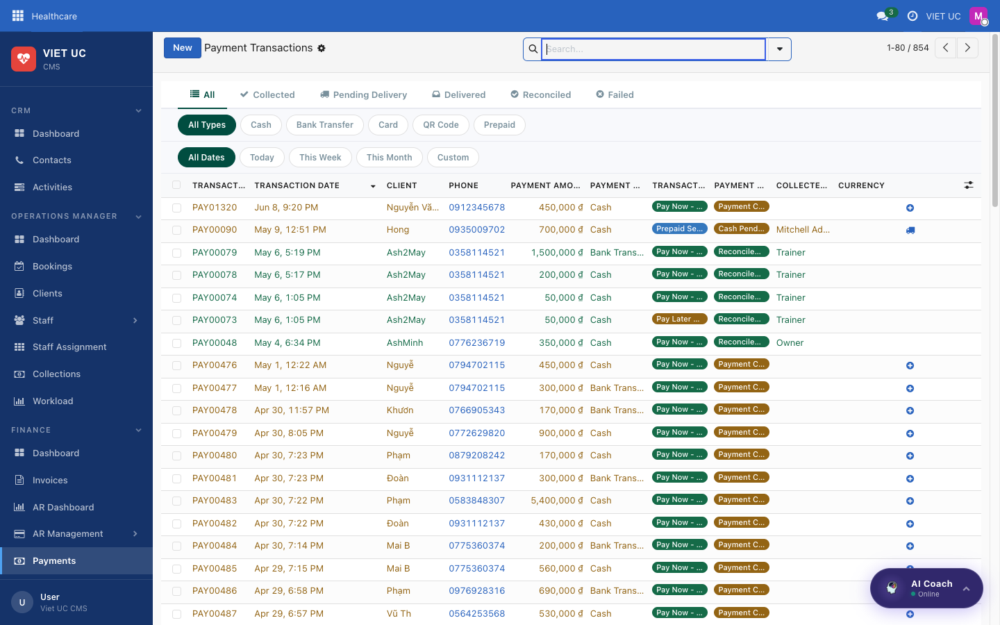 Healthcare
3
VIET UC
M
VIET UC
CMS
CRM
Dashboard
Contacts
Activities
OPERATIONS MANAGER
Dashboard
Bookings
Clients
Staff
Staff Assignment
Collections
Workload
FINANCE
Dashboard
Invoices
AR Dashboard
AR Management
Payments
U
User
Viet UC CMS
New Payment Transactions
Search...
1-80 / 854
All Collected Pending Delivery Delivered Reconciled Failed
All Types Cash Bank Transfer Card QR Code Prepaid
All Dates Today This Week This Month Custom
TRANSACT... TRANSACTION DATE CLIENT PHONE PAYMENT AMO... PAYMENT ... TRANSACT... PAYMENT ... COLLECTE... CURRENCY
PAY01320 Jun 8, 9:20 PM Nguyễn Vă... 0912345678 450,000 ₫ Cash Pay Now - ... Payment C...
PAY00090 May 9, 12:51 PM Hong 0935009702 700,000 ₫ Cash Prepaid Se... Cash Pend... Mitchell Ad...
PAY00079 May 6, 5:19 PM Ash2May 0358114521 1,500,000 ₫ Bank Trans... Pay Now - ... Reconcile... Trainer
PAY00078 May 6, 5:17 PM Ash2May 0358114521 200,000 ₫ Cash Pay Now - ... Reconcile... Trainer
PAY00074 May 6, 1:05 PM Ash2May 0358114521 50,000 ₫ Cash Pay Now - ... Reconcile... Trainer
PAY00073 May 6, 1:05 PM Ash2May 0358114521 50,000 ₫ Cash Pay Later ... Reconcile... Trainer
PAY00048 May 4, 6:34 PM AshMinh 0776236719 350,000 ₫ Cash Pay Now - ... Reconcile... Owner
PAY00476 May 1, 12:22 AM Nguyễ 0794702115 450,000 ₫ Cash Pay Now - ... Payment C...
PAY00477 May 1, 12:16 AM Nguyễ 0794702115 300,000 ₫ Bank Trans... Pay Now - ... Payment C...
PAY00478 Apr 30, 11:57 PM Khươn 0766905343 170,000 ₫ Bank Trans... Pay Now - ... Payment C...
PAY00479 Apr 30, 8:05 PM Nguyễ 0772629820 900,000 ₫ Cash Pay Now - ... Payment C...
PAY00480 Apr 30, 7:23 PM Phạm 0879208242 170,000 ₫ Cash Pay Now - ... Payment C...
PAY00481 Apr 30, 7:23 PM Đoàn 0931112137 300,000 ₫ Bank Trans... Pay Now - ... Payment C...
PAY00483 Apr 30, 7:22 PM Phạm 0583848307 5,400,000 ₫ Cash Pay Now - ... Payment C...
PAY00482 Apr 30, 7:22 PM Đoàn 0931112137 430,000 ₫ Cash Pay Now - ... Payment C...
PAY00484 Apr 30, 7:14 PM Mai B 0775360374 200,000 ₫ Bank Trans... Pay Now - ... Payment C...
PAY00485 Apr 29, 7:15 PM Mai B 0775360374 560,000 ₫ Cash Pay Now - ... Payment C...
PAY00486 Apr 29, 6:58 PM Phạm 0976928316 690,000 ₫ Bank Trans... Pay Now - ... Payment C...
PAY00487 Apr 29, 6:57 PM Vũ Th 0564253568 530,000 ₫ Cash Pay Now - ... Payment C...
AI Coach
Online